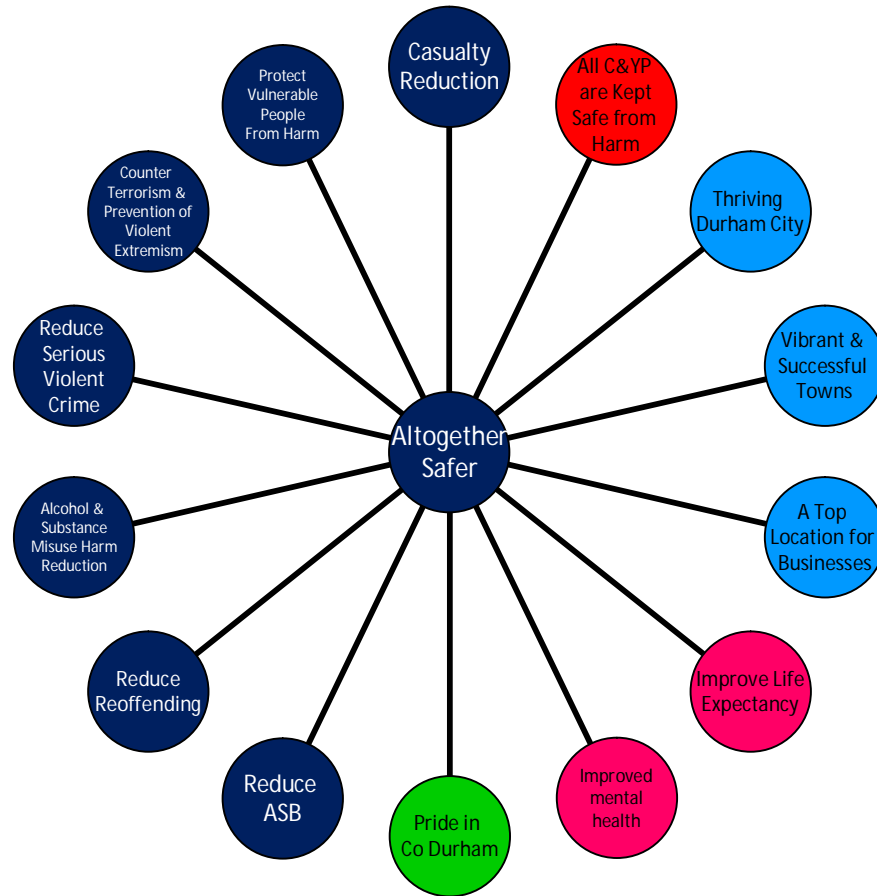 Casualty
Reduction
All C&YP
are Kept
Safe from
Harm
Thriving
Durham City
Vibrant &
Successful
Towns
A Top
Location for
Businesses
Improve Life
Expectancy
Improved
mental
health
Pride in
Co Durham
Reduce
ASB
Reduce
Reoffending
Alcohol &
Substance
Misuse Harm
Reduction
Reduce
Serious
Violent
Crime
Counter
Terrorism &
Prevention of
Violent
Extremism
Protect
Vulnerable
People
From Harm
Altogether
Safer